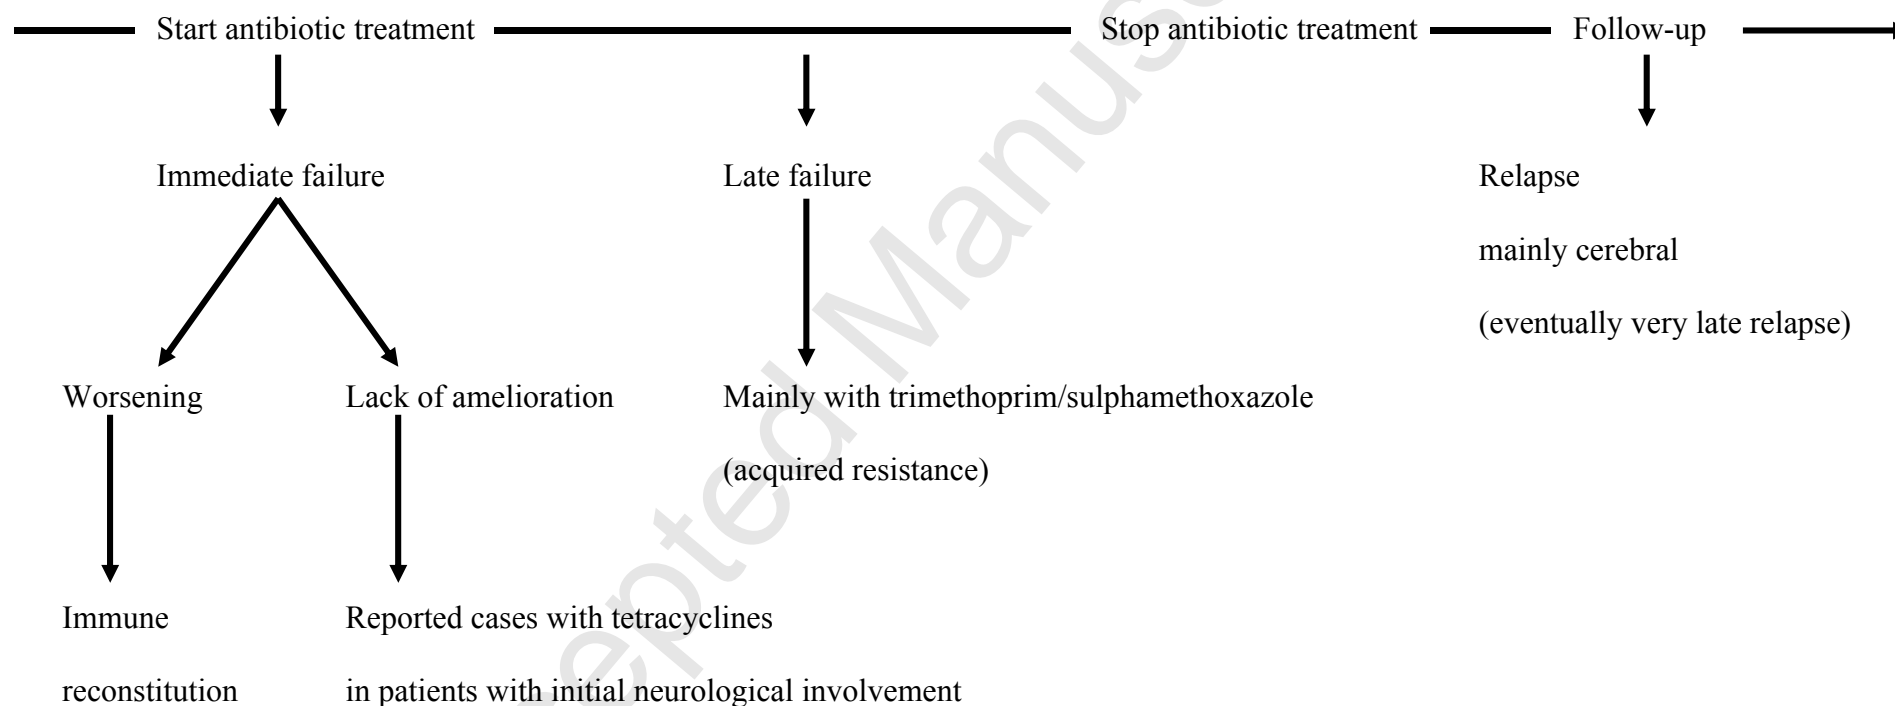 Start antibiotic treatment
Stop antibiotic treatment
Follow-up
Immediate failure
Late failure
Relapse
mainly cerebral
(eventually very late relapse)
Worsening
Lack of amelioration
Mainly with trimethoprim/sulphamethoxazole
(acquired resistance)
Immune
reconstitution
Reported cases with tetracyclines
in patients with initial neurological involvement
epted Manus